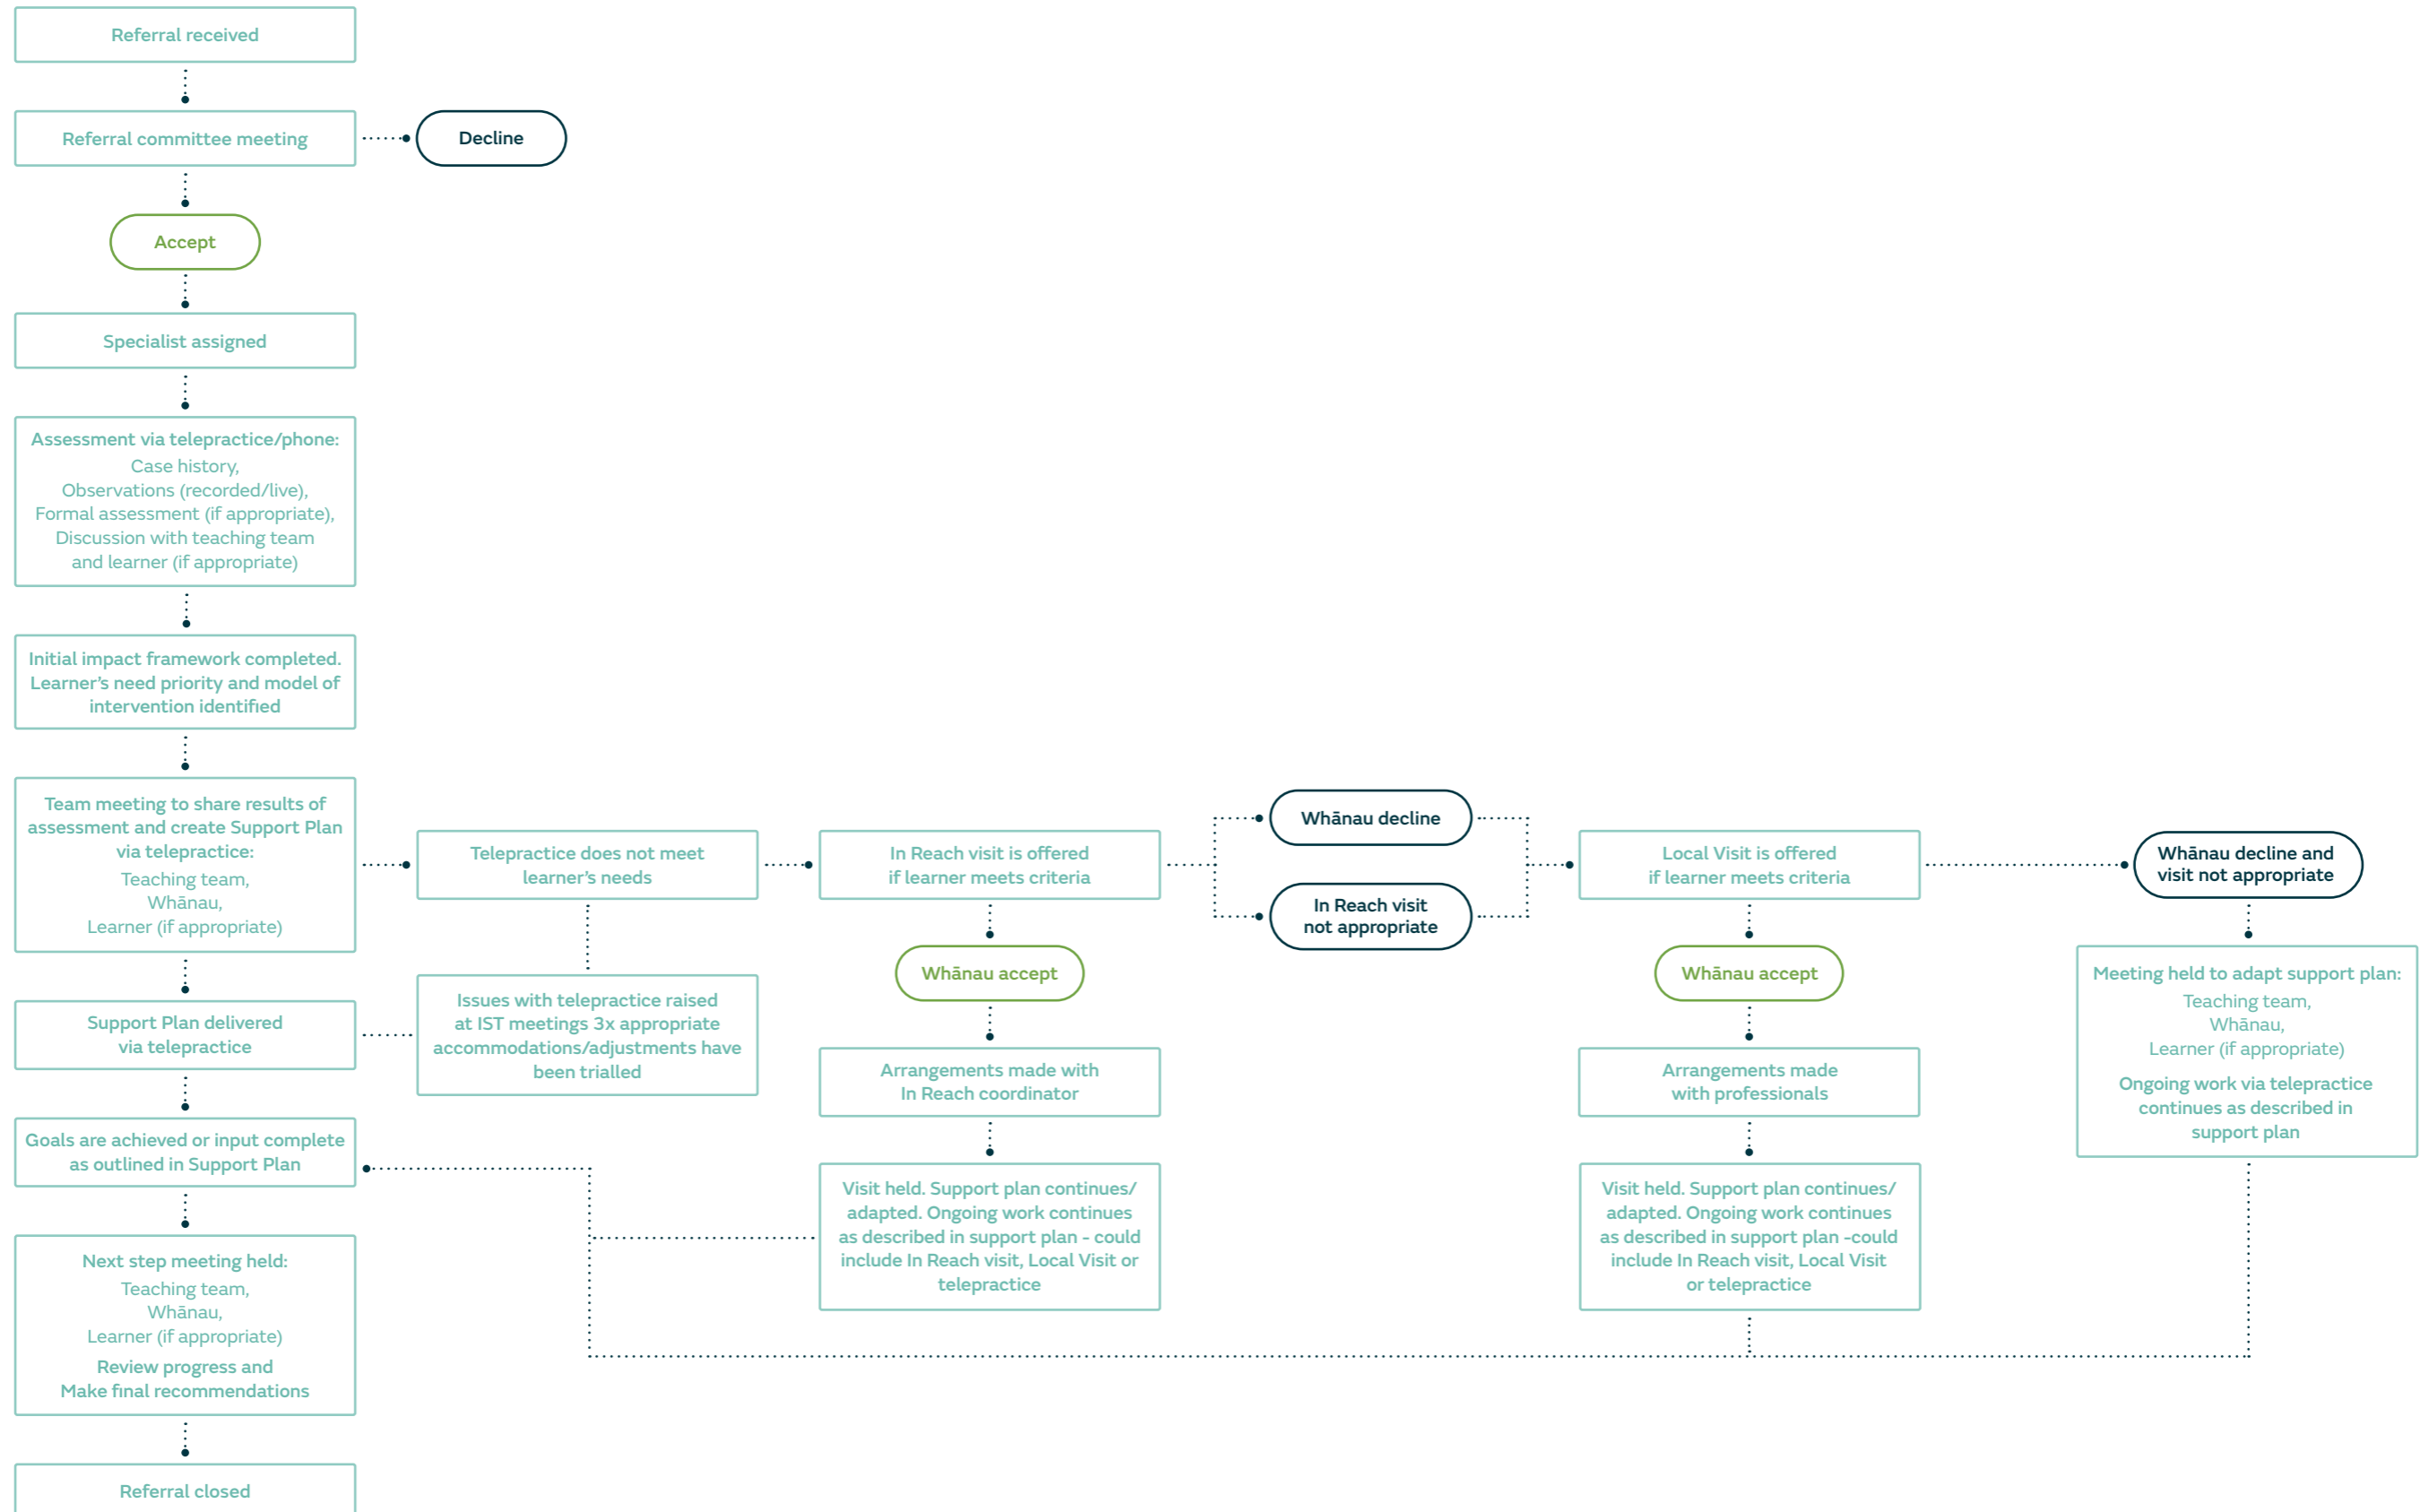 Referral received
Referral committee meeting
Decline
Accept
Specialist assigned
Assessment via telepractice/phone:
Case history,
Observations (recorded/live),
Formal assessment (if appropriate),
Discussion with teaching team
and learner (if appropriate)
Initial impact framework completed.
Learner's need priority and model of
intervention identified
Team meeting to share results of
assessment and create Support Plan
via telepractice:
Teaching team,
Whānau,
Learner (if appropriate)
Telepractice does not meet
learner's needs
In Reach visit is offered
if learner meets criteria
Whānau decline
In Reach visit
not appropriate
Local Visit is offered
if learner meets criteria
Whānau decline and
visit not appropriate
Support Plan delivered
via telepractice
Issues with telepractice raised
at IST meetings 3x appropriate
accommodations/adjustments have
been trialled
Whānau accept
Arrangements made with
In Reach coordinator
Visit held. Support plan continues/
adapted. Ongoing work continues
as described in support plan - could
include In Reach visit, Local Visit or
telepractice
Whānau accept
Arrangements made
with professionals
Visit held. Support plan continues/
adapted. Ongoing work continues
as described in support plan -could
include In Reach visit, Local Visit
or telepractice
Meeting held to adapt support plan:
Teaching team,
Whānau,
Learner (if appropriate)
Ongoing work via telepractice
continues as described in
support plan
Goals are achieved or input complete
as outlined in Support Plan
Next step meeting held:
Teaching team,
Whānau,
Learner (if appropriate)
Review progress and
Make final recommendations
Referral closed